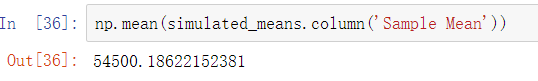 In [36]: np.mean(simulated_means.column('Sample Mean'))
Out[36]: 54500.18622152381